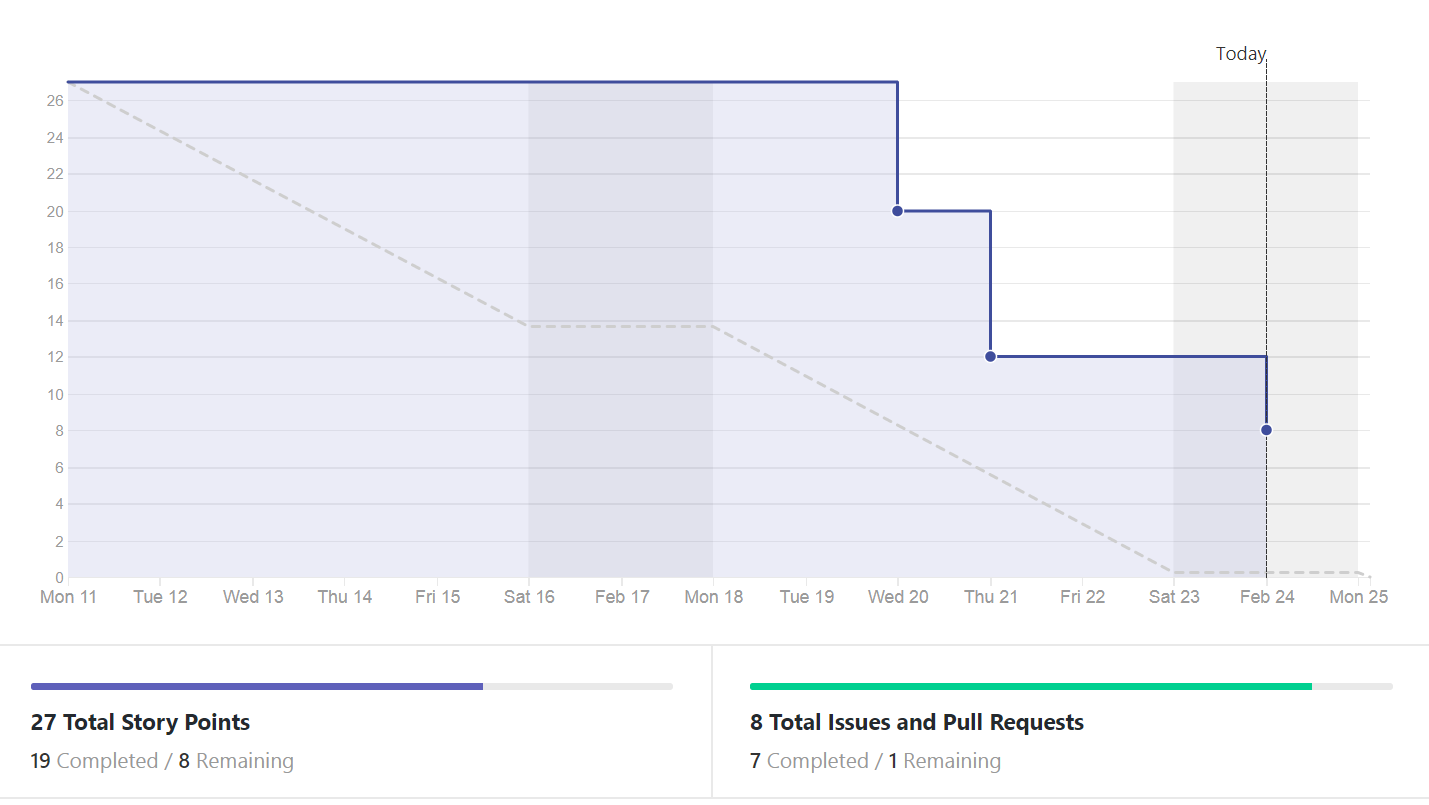 Today
26
24
22
20
18
16
14
12
10
8
6
4
2
0
Mon 11 Tue 12 Wed 13 Thu 14 Fri 15 Sat 16 Feb 17 Mon 18 Tue 19 Wed 20 Thu 21 Fri 22 Sat 23 Feb 24 Mon 25
27 Total Story Points
19 Completed / 8 Remaining
8 Total Issues and Pull Requests
7 Completed / 1 Remaining